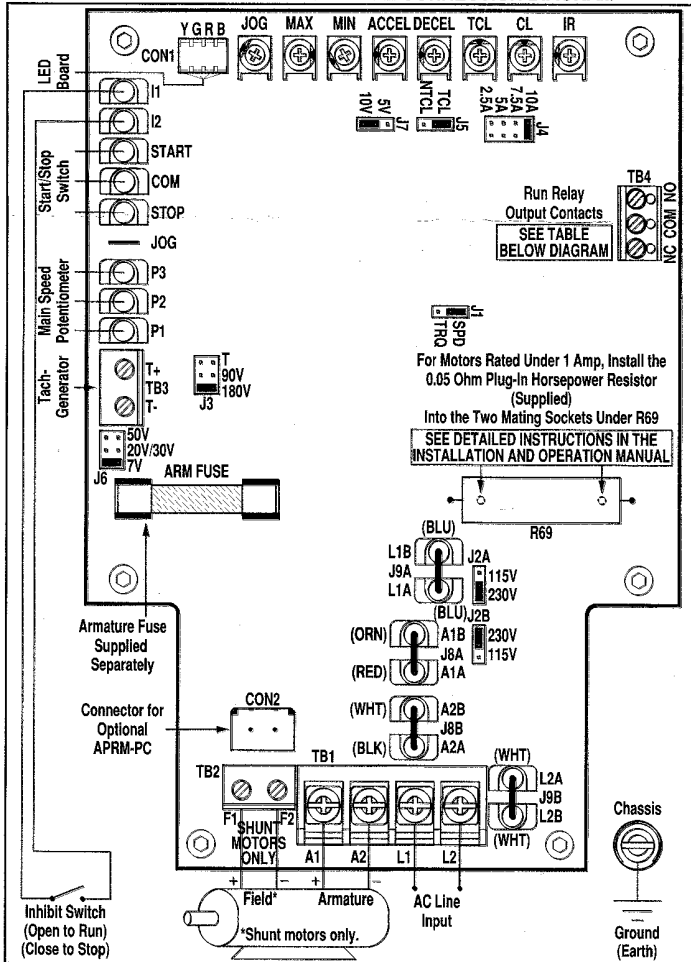 Y G R B
CON1
JOG
MAX
MIN
ACCEL
DECEL
TCL
CL
IR
LED
Board
I1
I2
START
COM
STOP
JOG
P3
P2
P1
Start/Stop
Switch
Main Speed
Potentiometer
Tach-
Generator
T+
TB3
T-
10V
5V
J7
NTCL
TCL
J5
2.5A
5A
7.5A
10A
J4
TB4
NO
COM
NC
Run Relay
Output Contacts
SEE TABLE
BELOW DIAGRAM
TRQ
SPD
J1
T
90V
180V
J3
For Motors Rated Under 1 Amp, Install the
0.05 Ohm Plug-In Horsepower Resistor
(Supplied)
Into the Two Mating Sockets Under R69
SEE DETAILED INSTRUCTIONS IN THE
INSTALLATION AND OPERATION MANUAL
R69
50V
20V/30V
7V
J6
ARM FUSE
(BLU)
L1B
J9A
L1A
(BLU)
J2A
115V
230V
J2B
230V
115V
(ORN)
A1B
J8A
(RED)
A1A
(WHT)
A2B
J8B
(BLK)
A2A
Armature Fuse
Supplied
Separately
Connector for
Optional
APRM-PC
CON2
TB2
F1
F2
SHUNT
MOTORS
ONLY
TB1
A1
A2
L1
L2
(WHT)
L2A
J9B
L2B
(WHT)
Chassis
Ground
(Earth)
+
Field*
-
+
Armature
-
*Shunt motors only.
AC Line
Input
Inhibit Switch
(Open to Run)
(Close to Stop)